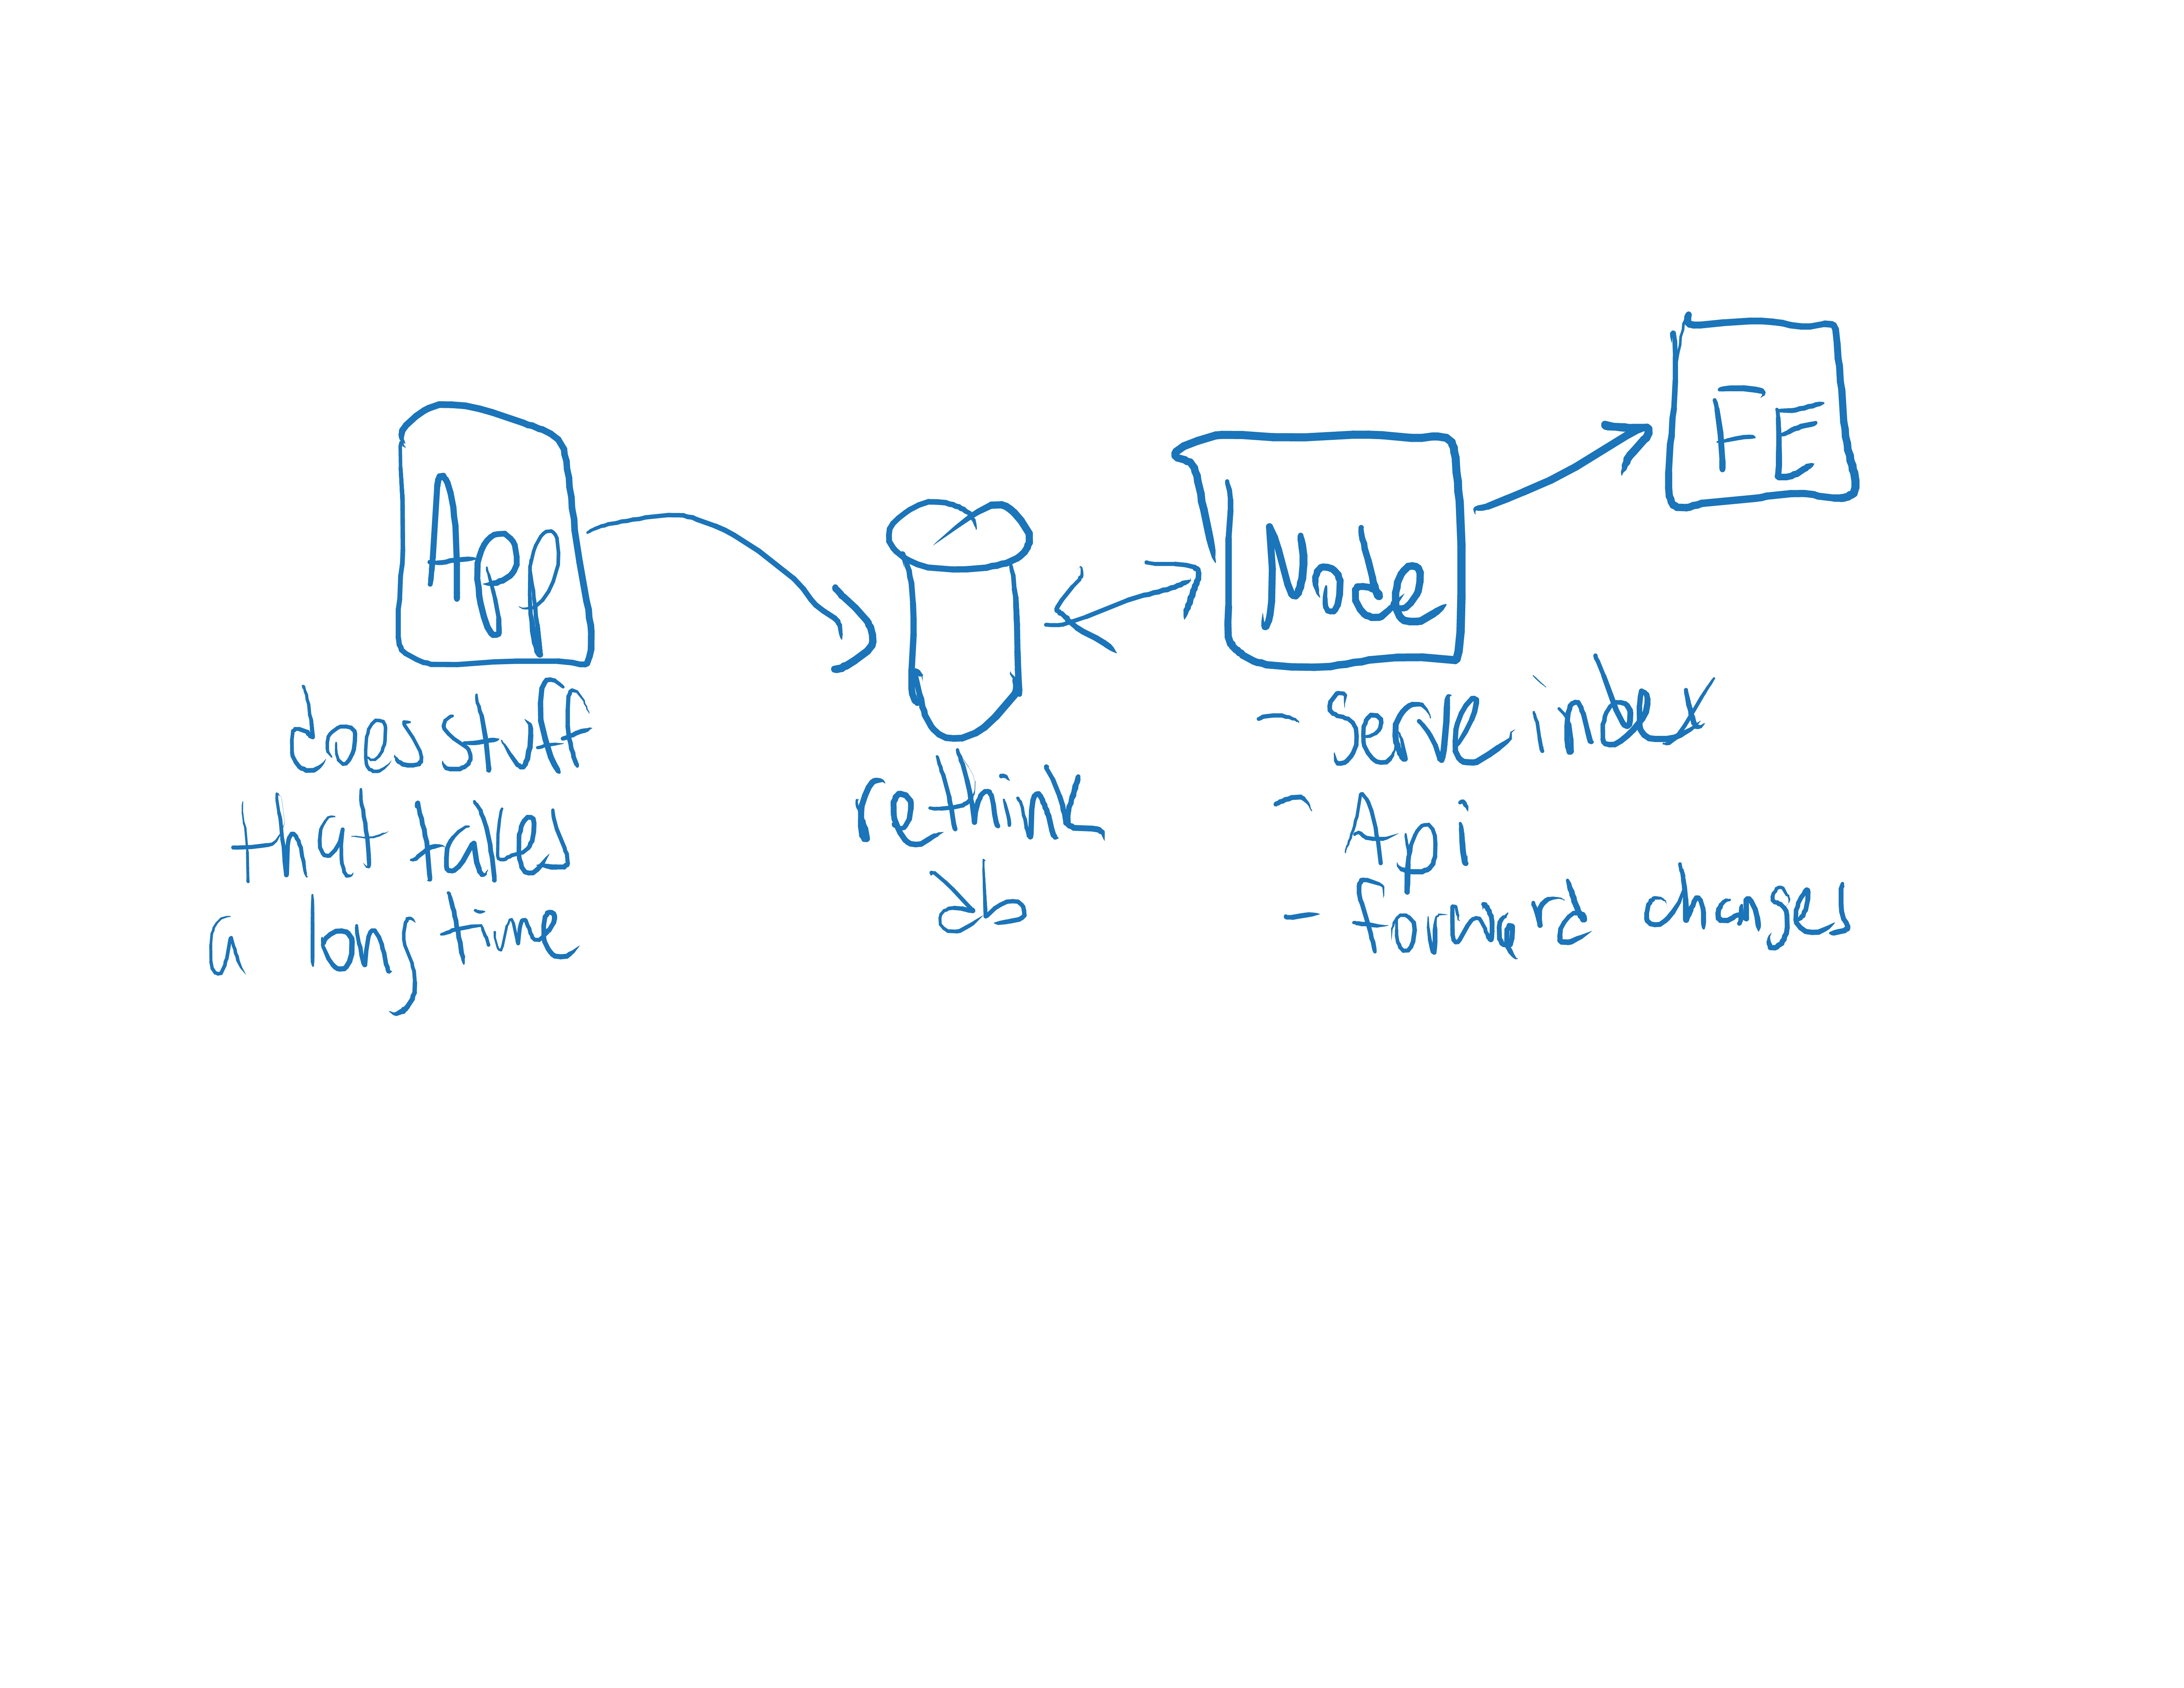 App
does stuff
that takes
a long time
rethink
db
Node
- Serve index
- Api
- forward changes
FE